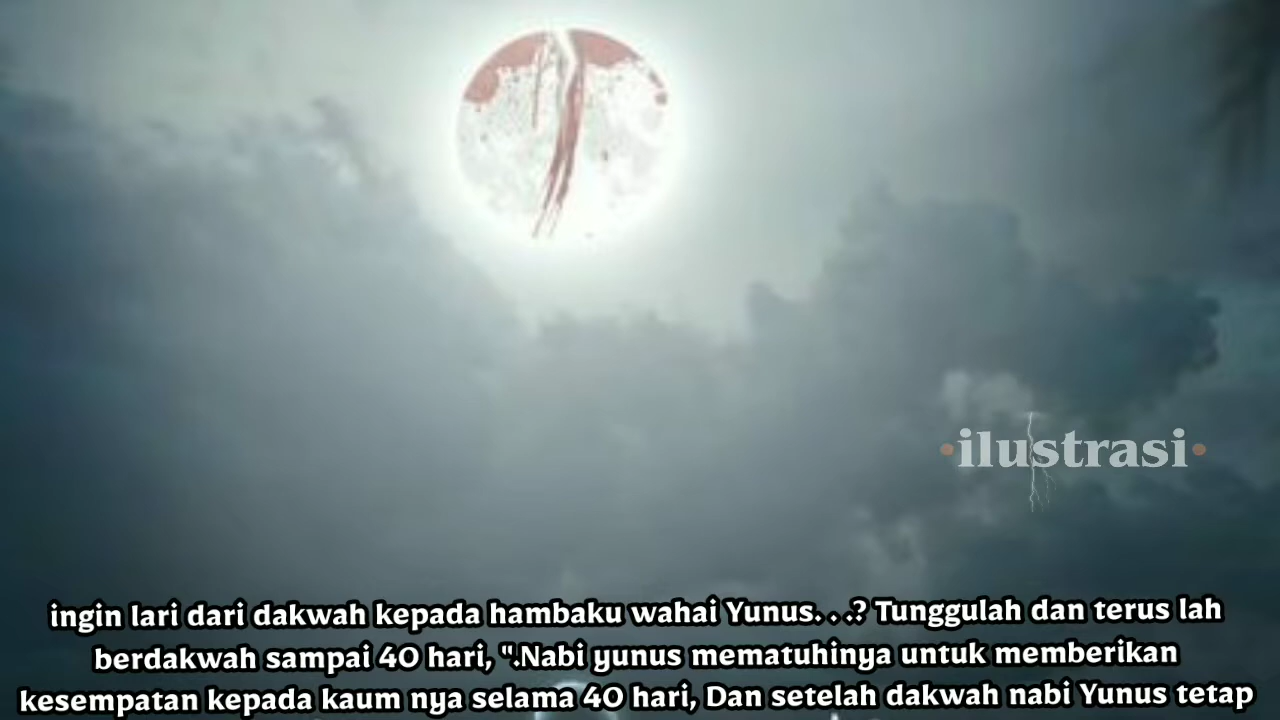 •ilustrasi•
ingin lari dari dakwah kepada hambaku wahai Yunus. . .? Tunggulah dan terus lah
berdakwah sampai 40 hari, ".Nabi yunus mematuhinya untuk memberikan
kesempatan kepada kaum nya selama 40 hari, Dan setelah dakwah nabi Yunus tetap